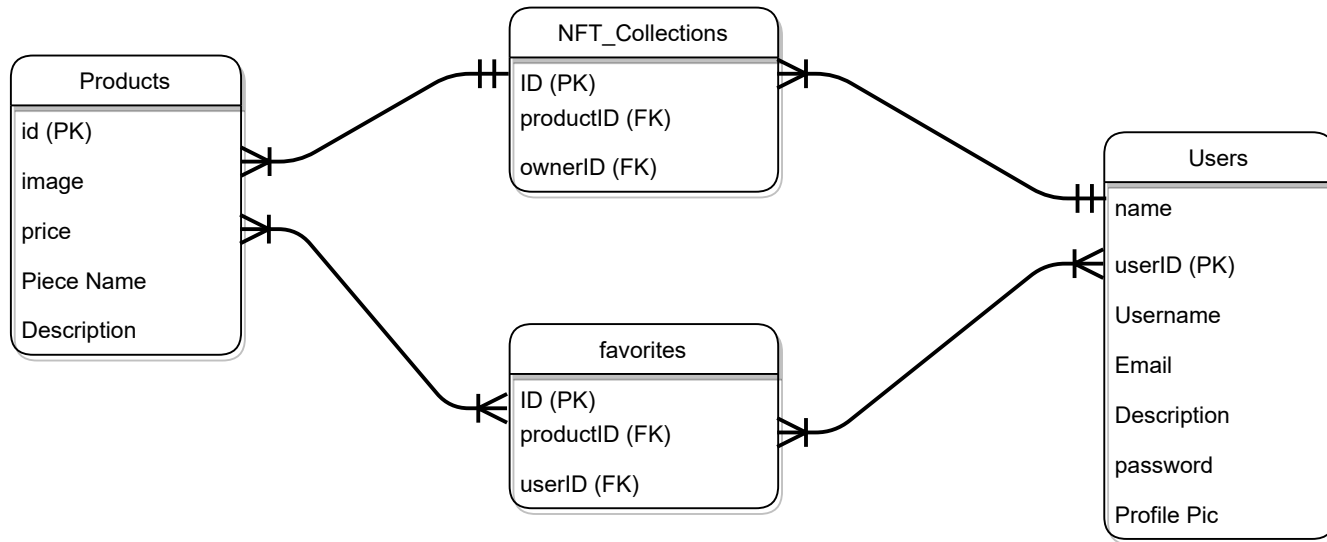 Products
id (PK)
image
price
Piece Name
Description
NFT_Collections
ID (PK)
productID (FK)
ownerID (FK)
favorites
ID (PK)
productID (FK)
userID (FK)
Users
name
userID (PK)
Username
Email
Description
password
Profile Pic